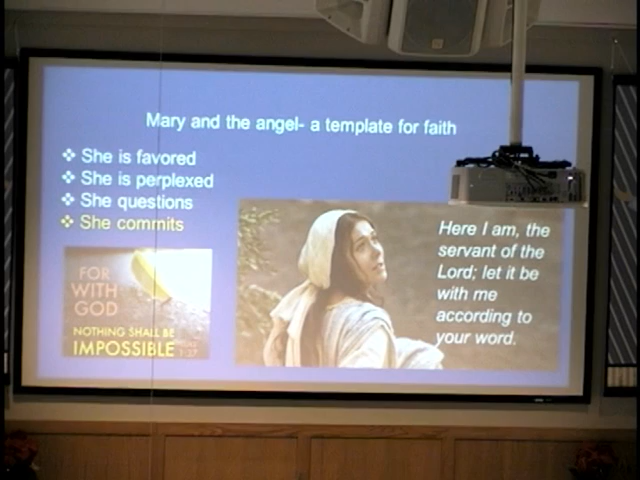 Mary and the angel- a template for faith
❖ She is favored
❖ She is perplexed
❖ She questions
❖ She commits
FOR
WITH
GOD
NOTHING SHALL BE
IMPOSSIBLE
1:37
Here I am, the
servant of the
Lord; let it be
with me
according to
your word.